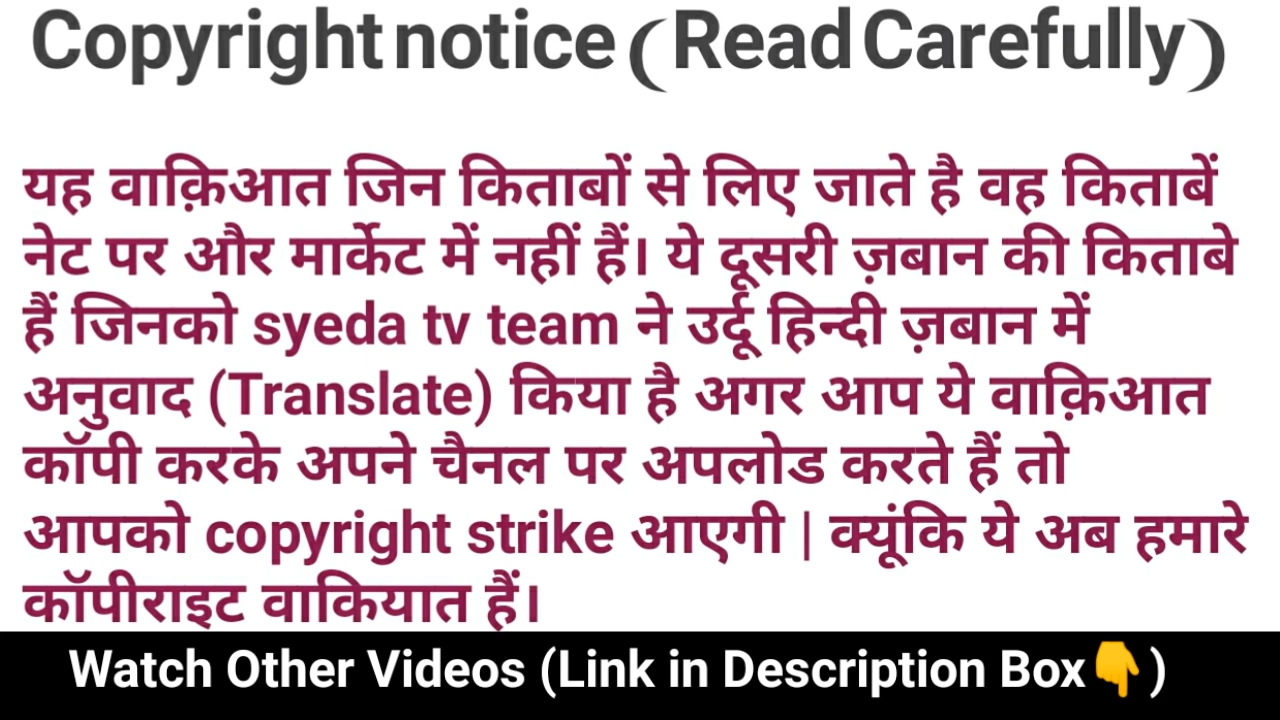 Copyright notice ( Read Carefully)
यह वाक़िआत जिन किताबों से लिए जाते है वह किताबें
नेट पर और मार्केट में नहीं हैं। ये दूसरी ज़बान की किताबे
हैं जिनको syeda tv team ने उर्दू हिन्दी ज़बान में
अनुवाद (Translate) किया है अगर आप ये वाक़िआत
कॉपी करके अपने चैनल पर अपलोड करते हैं तो
आपको copyright strike आएगी | क्यूंकि ये अब हमारे
कॉपीराइट वाकियात हैं।
Watch Other Videos (Link in Description Box👇)